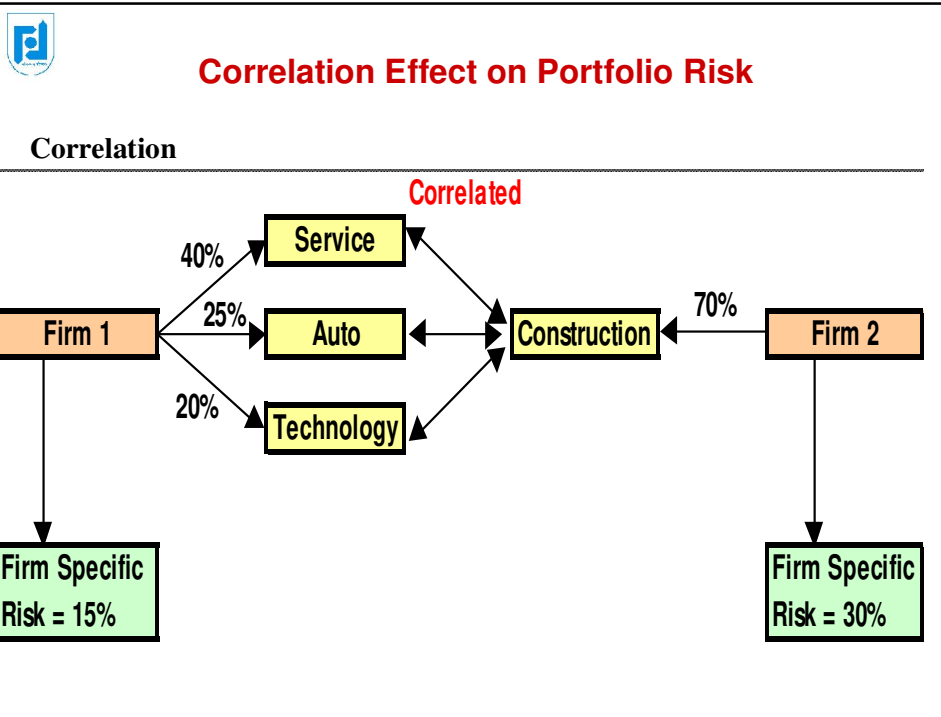 Correlation Effect on Portfolio Risk
Correlation
Correlated
Service
40%
25%
70%
Firm 1
Auto
Construction
Firm 2
20%
Technology
Firm Specific
Risk = 15%
Firm Specific
Risk = 30%